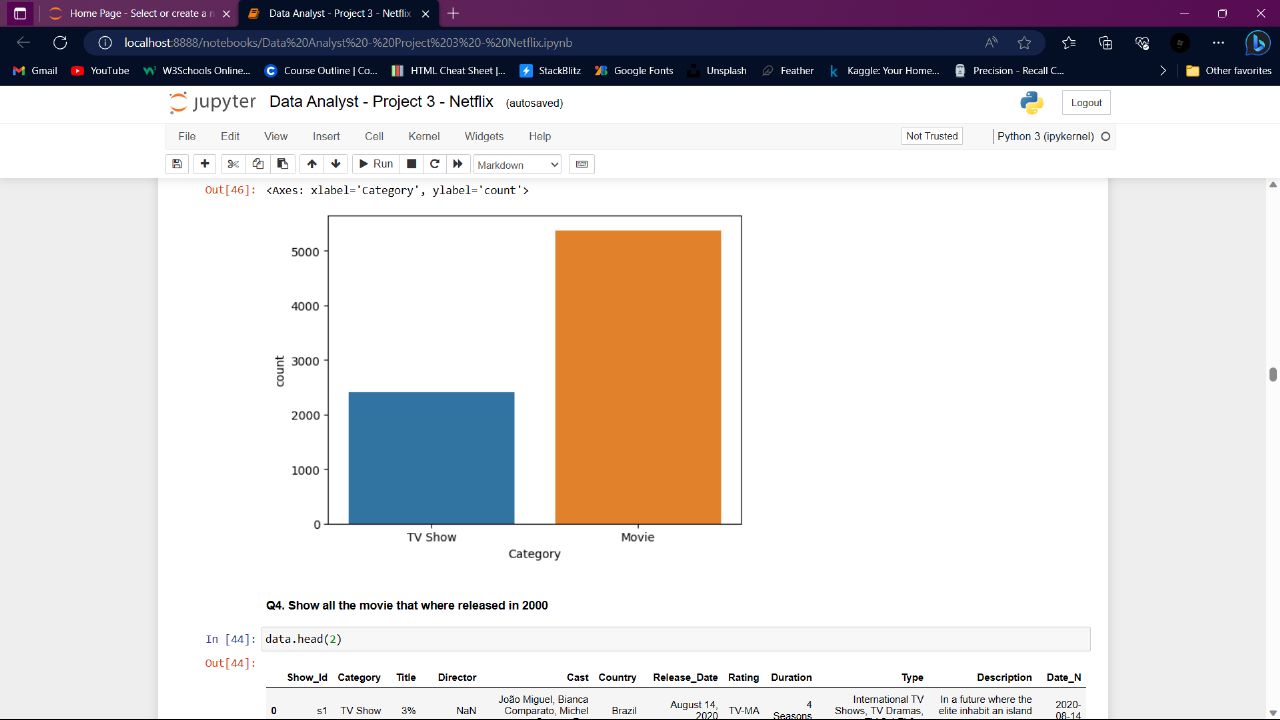 Home Page - Select or create a n
Data Analyst - Project 3 - Netflix
localhost:8888/notebooks/Data%20Analyst%20-%20Project%203%20-%20Netflix.ipynb
Gmail YouTube W3Schools Online... Course Outline | Co... HTML Cheat Sheet |... StackBlitz Google Fonts Unsplash Feather Kaggle: Your Home... Precision - Recall C... Other favorites
jupyter Data Analyst - Project 3 - Netflix (autosaved) Logout
File Edit View Insert Cell Kernel Widgets Help Not Trusted Python 3 (ipykernel)
Run Markdown
Out[46]: <Axes: xlabel='Category', ylabel='count'>
5000
4000
3000
count
2000
1000
0
TV Show Movie
Category
Q4. Show all the movie that where released in 2000
In [44]: data.head(2)
Out[44]:
Show_Id Category Title Director Cast Country Release_Date Rating Duration Type Description Date_N
João Miguel, Bianca International TV In a future where the
0 s1 TV Show 3% NaN Comparato, Michel Brazil August 14, 2020 TV-MA 4 Seasons Shows, TV Dramas, elite inhabit an island 2020-08-14